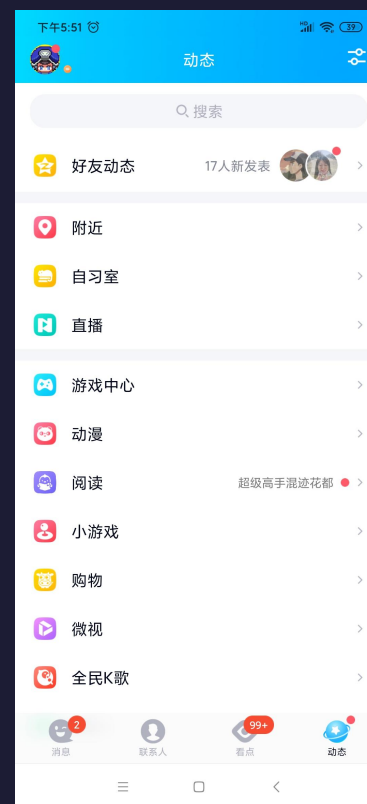 下午5:51
39
动态
搜索
好友动态 17人新发表
附近
自习室
直播
游戏中心
动漫
阅读 超级高手混迹花都
小游戏
购物
微视
全民K歌
2 99+
消息 联系人 看点 动态